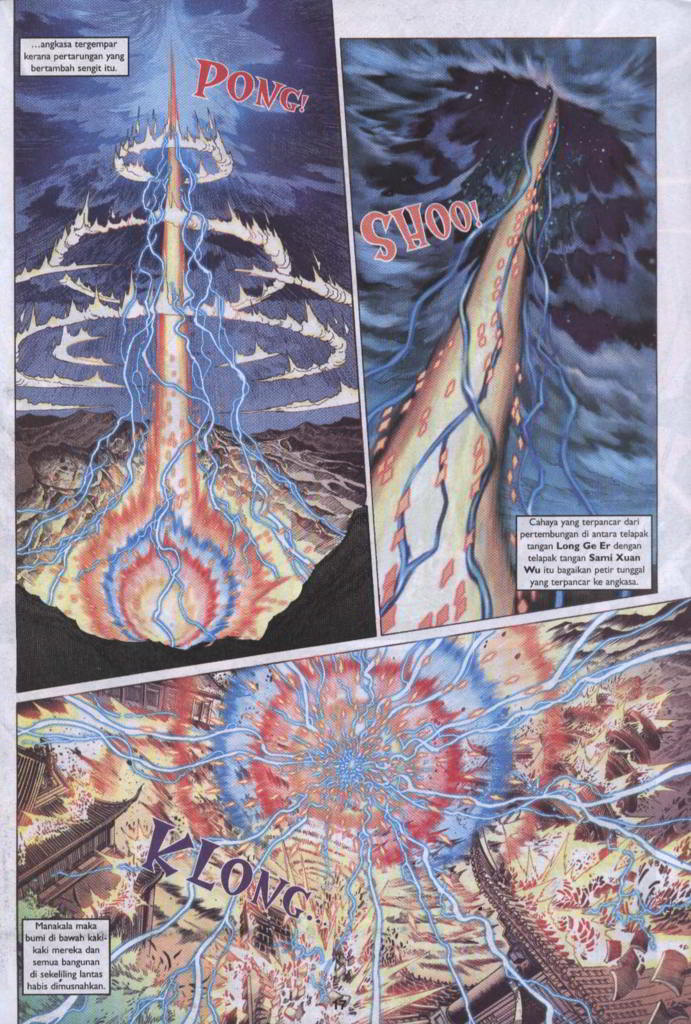 ...angkasa tergempar
kerana pertarungan yang
bertambah sengit itu.
PONG!
SHOO!
Cahaya yang terpancar dari
pertembungan di antara telapak
tangan Long Ge Er dengan
telapak tangan Sami Xuan
Wu itu bagaikan petir tunggal
yang terpancar ke angkasa.
KLONG...
Manakala maka
bumi di bawah kaki-
kaki mereka dan
semua bangunan
di sekeliling lantas
habis dimusnahkan.